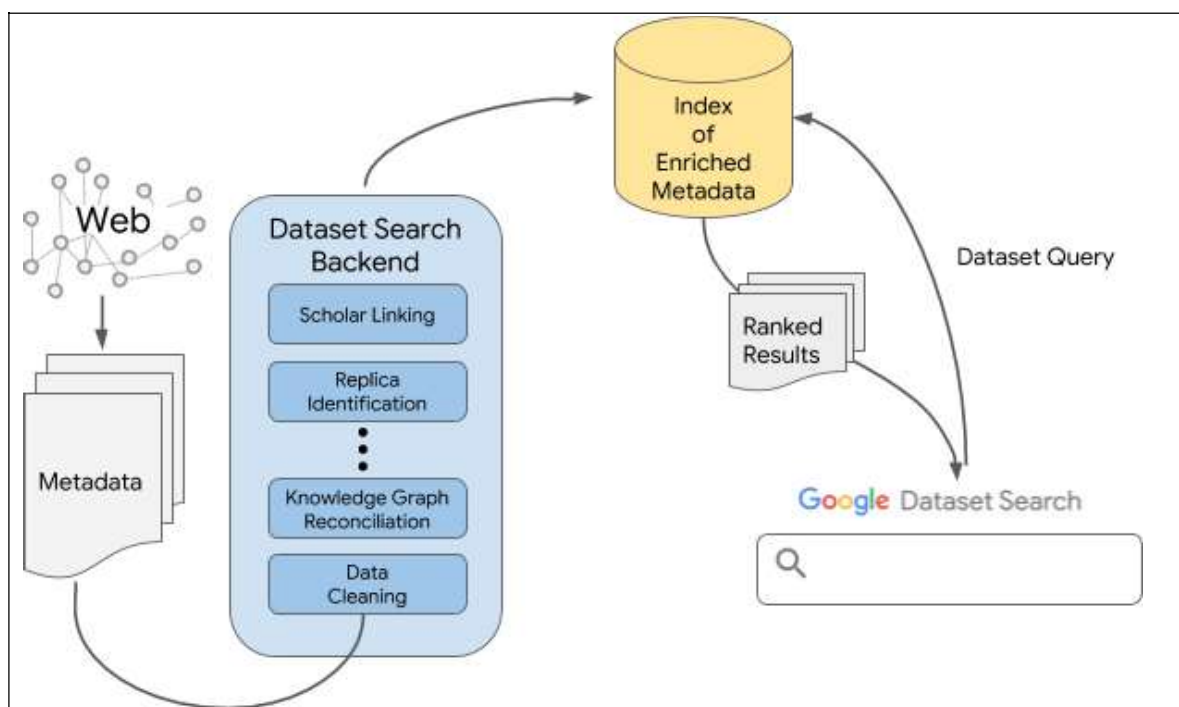 Web
Metadata
Dataset Search
Backend
Scholar Linking
Replica
Identification
Knowledge Graph
Reconciliation
Data
Cleaning
Index
of
Enriched
Metadata
Ranked
Results
Dataset Query
Google Dataset Search